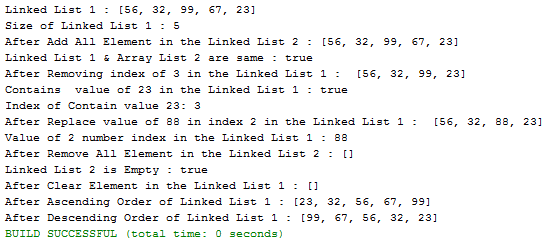 Linked List 1 : [56, 32, 99, 67, 23]
Size of Linked List 1 : 5
After Add All Element in the Linked List 2 : [56, 32, 99, 67, 23]
Linked List 1 & Array List 2 are same : true
After Removing index of 3 in the Linked List 1 :  [56, 32, 99, 23]
Contains  value of 23 in the Linked List 1 : true
Index of Contain value 23: 3
After Replace value of 88 in index 2 in the Linked List 1 :  [56, 32, 88, 23]
Value of 2 number index in the Linked List 1 : 88
After Remove All Element in the Linked List 2 : []
Linked List 2 is Empty : true
After Clear Element in the Linked List 1 : []
After Ascending Order of Linked List 1 : [23, 32, 56, 67, 99]
After Descending Order of Linked List 1 : [99, 67, 56, 32, 23]
BUILD SUCCESSFUL (total time: 0 seconds)